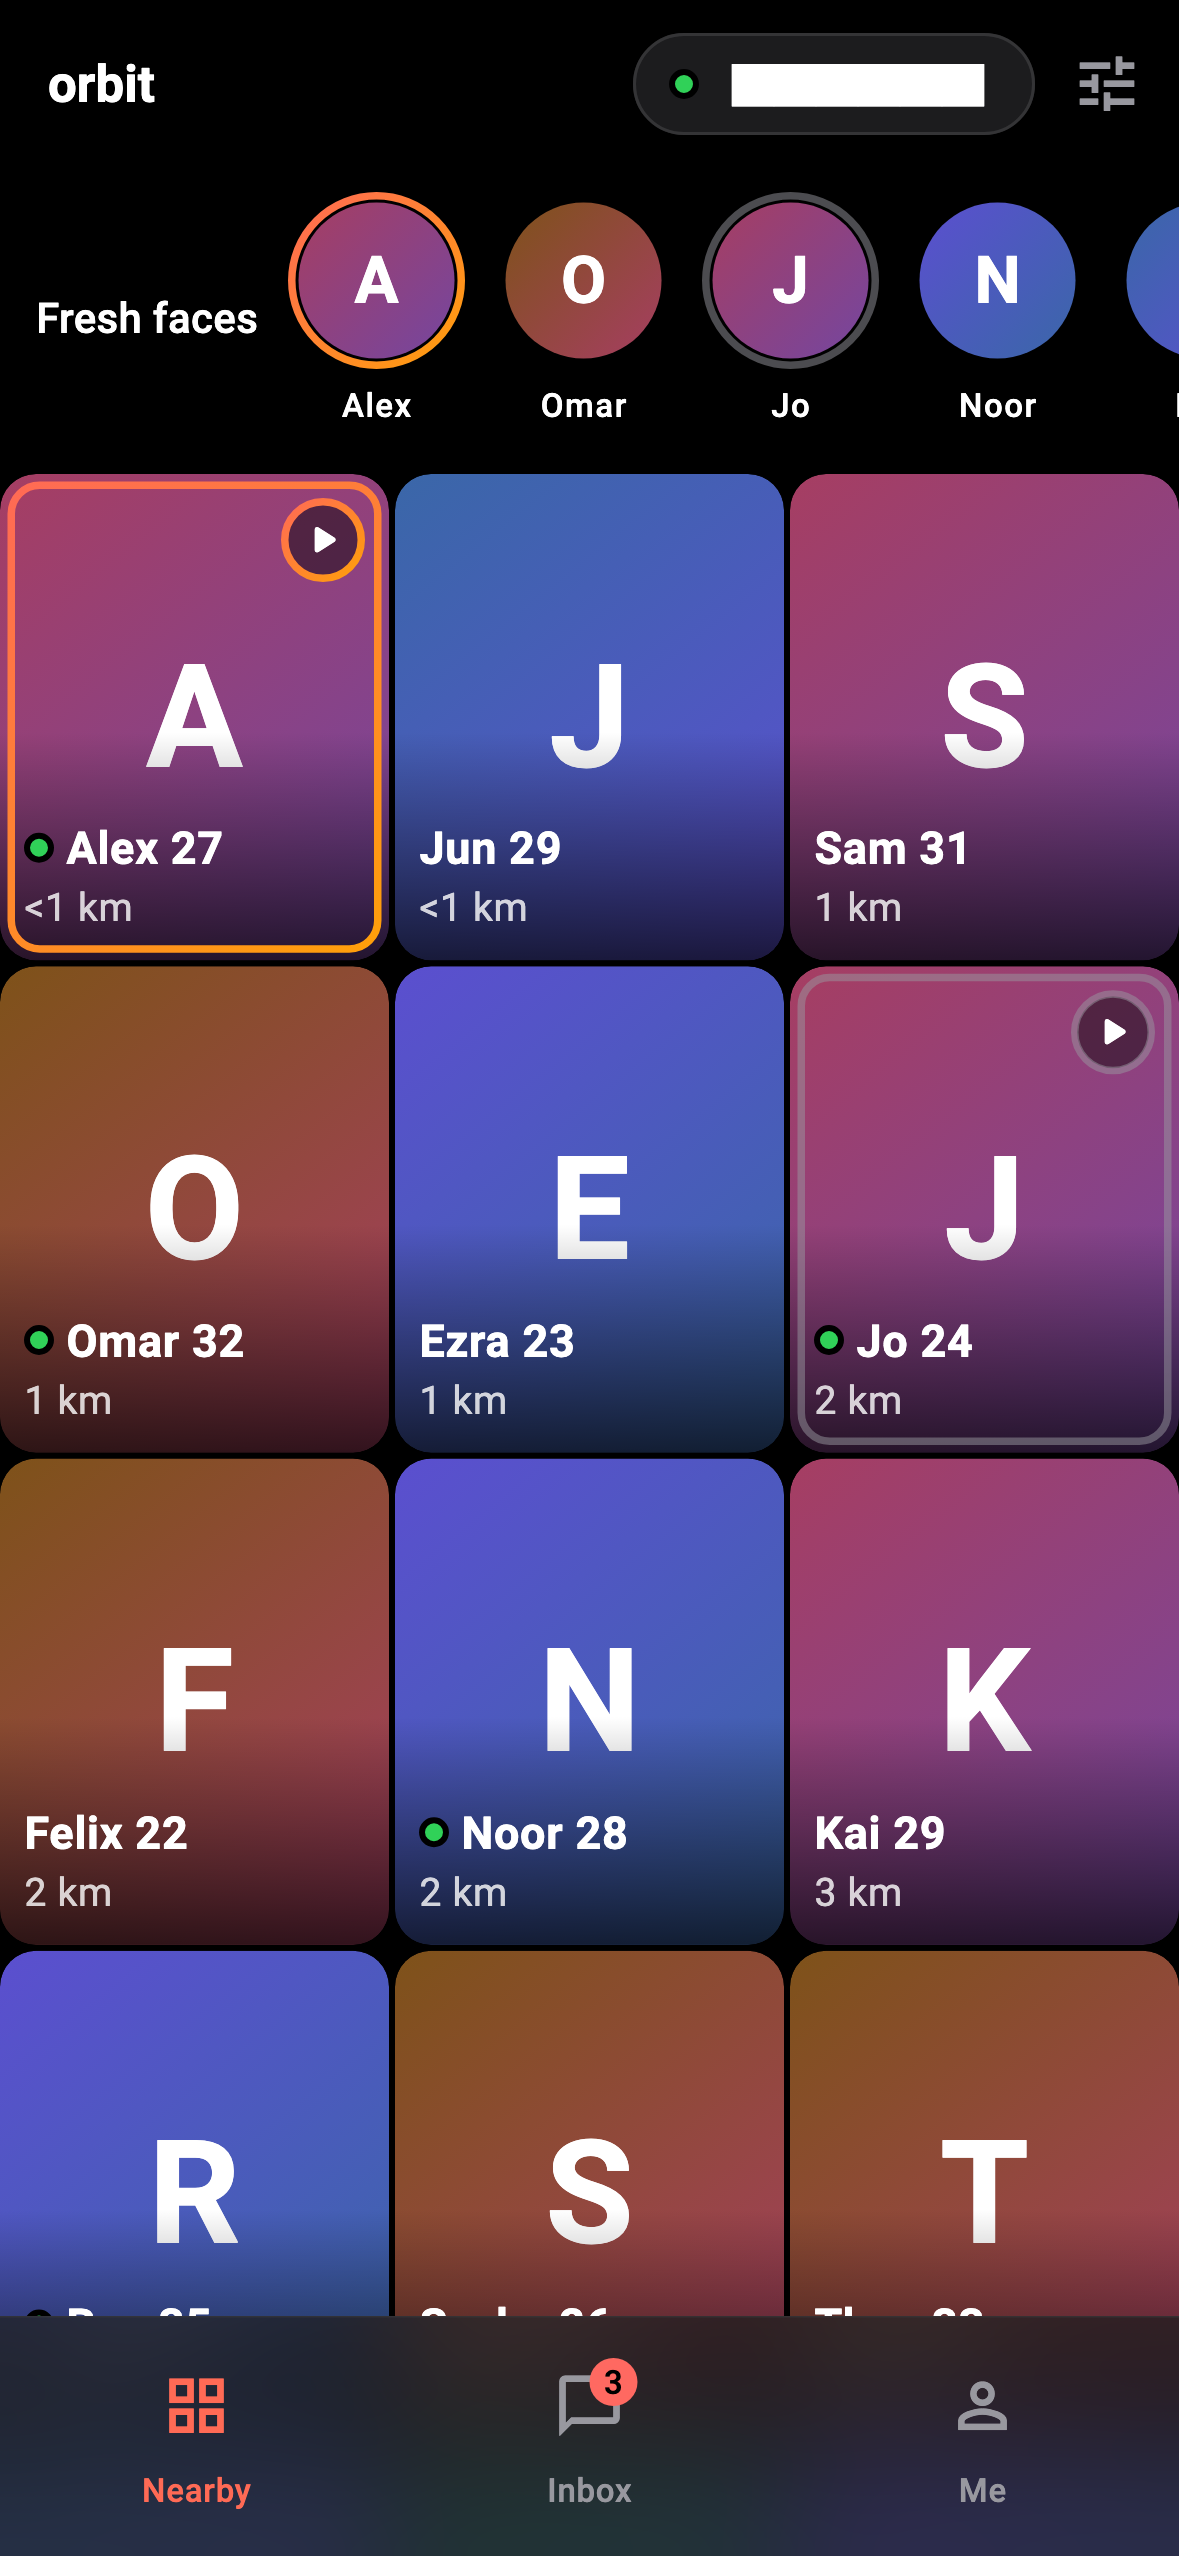 orbit
Fresh faces
A
O
J
N
Alex
Omar
Jo
Noor
A
J
S
Alex 27
Jun 29
Sam 31
<1 km
<1 km
1 km
O
E
J
Omar 32
Ezra 23
Jo 24
1 km
1 km
2 km
F
N
K
Felix 22
Noor 28
Kai 29
2 km
2 km
3 km
R
S
T
3
Nearby
Inbox
Me